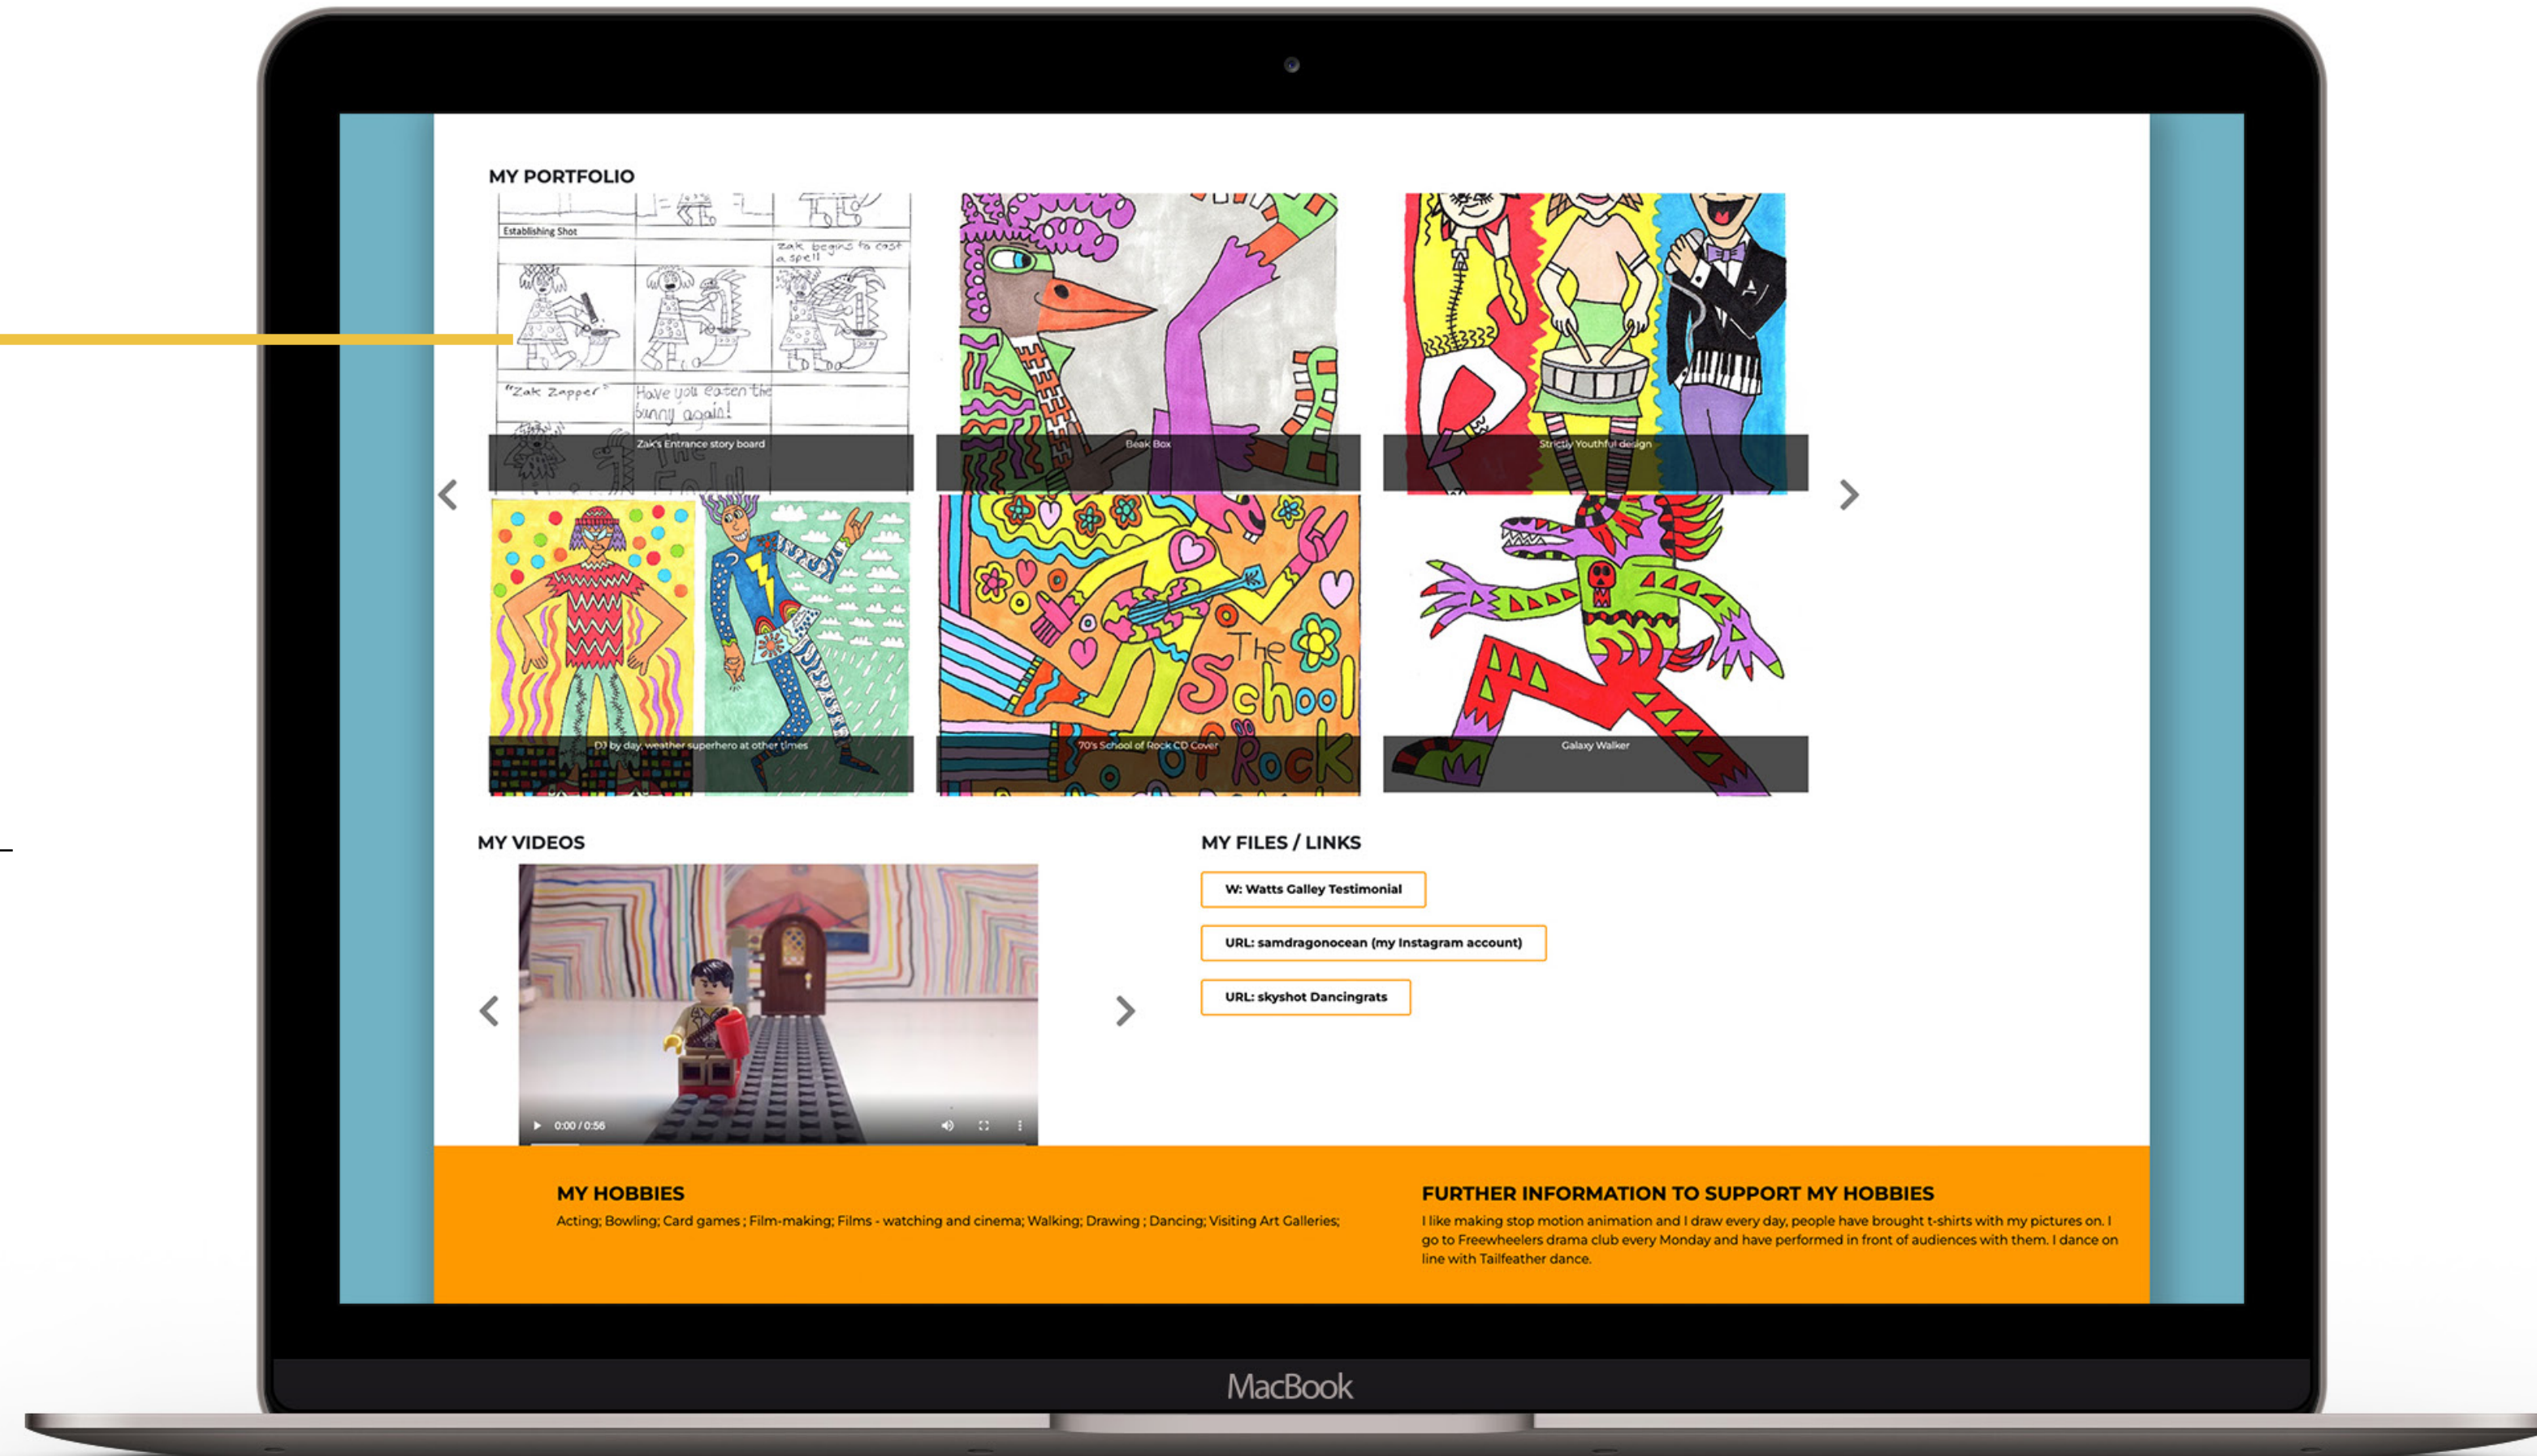 MY PORTFOLIO
Establishing Shot
zak begins to cast
a spell
"Zak Zapper"
Have you eaten the
bunny again!
The
End
Zak's Entrance story board
Beak Box
Strictly Youthful design
The
School
of Rock
DJ by day, weather superhero at other times
70's School of Rock CD Cover
Galaxy Walker
MY VIDEOS
0:00 / 0:56
MY FILES / LINKS
W: Watts Galley Testimonial
URL: samdragonocean (my Instagram account)
URL: skyshot Dancingrats
MY HOBBIES
Acting; Bowling; Card games ; Film-making; Films - watching and cinema; Walking; Drawing ; Dancing; Visiting Art Galleries;
FURTHER INFORMATION TO SUPPORT MY HOBBIES
I like making stop motion animation and I draw every day, people have brought t-shirts with my pictures on. I
go to Freewheelers drama club every Monday and have performed in front of audiences with them. I dance on
line with Tailfeather dance.
MacBook